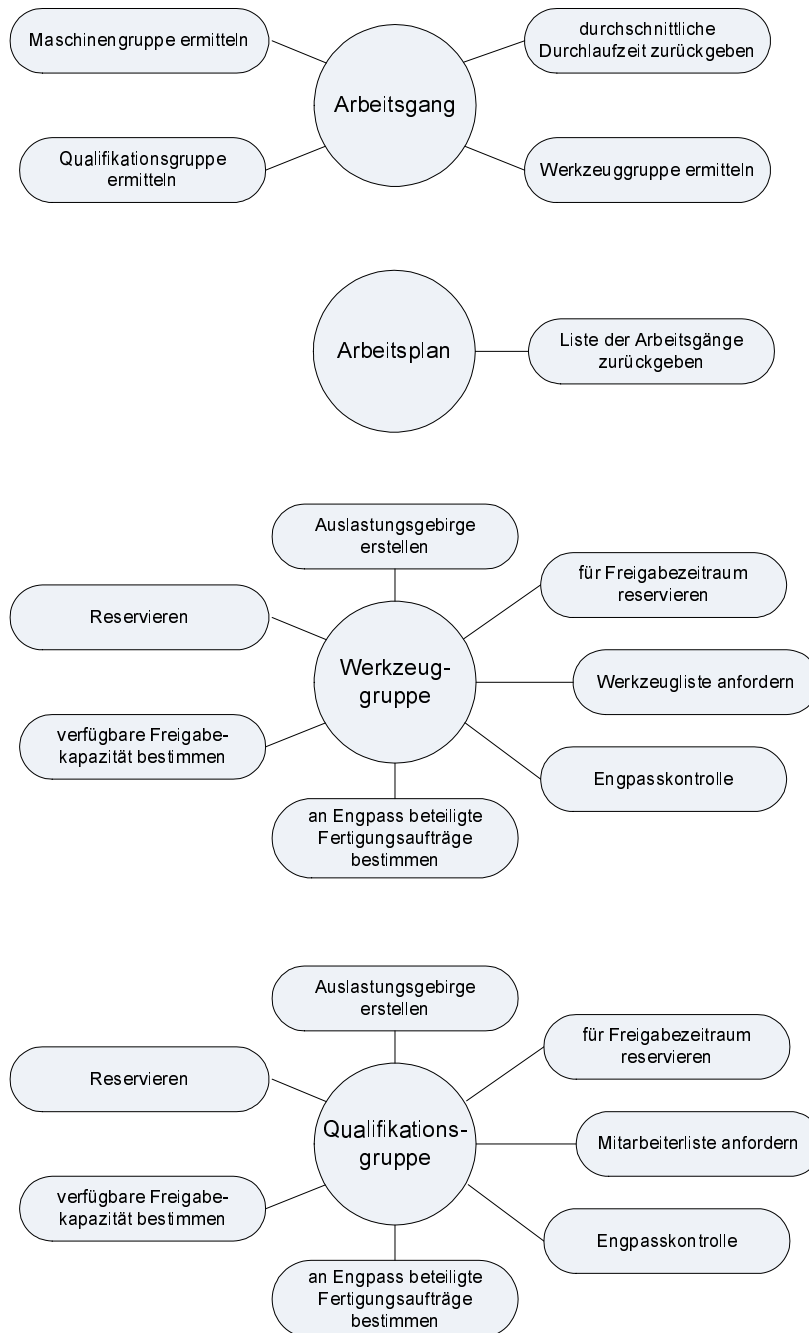 Maschinengruppe ermitteln
durchschnittliche
Durchlaufzeit zurückgeben
Arbeitsgang
Qualifikationsgruppe
ermitteln
Werkzeuggruppe ermitteln
Arbeitsplan
Liste der Arbeitsgänge
zurückgeben
Auslastungsgebirge
erstellen
für Freigabezeitraum
reservieren
Reservieren
Werkzeug-
gruppe
Werkzeugliste anfordern
verfügbare Freigabe-
kapazität bestimmen
Engpasskontrolle
an Engpass beteiligte
Fertigungsaufträge
bestimmen
Auslastungsgebirge
erstellen
für Freigabezeitraum
reservieren
Reservieren
Qualifikations-
gruppe
Mitarbeiterliste anfordern
verfügbare Freigabe-
kapazität bestimmen
Engpasskontrolle
an Engpass beteiligte
Fertigungsaufträge
bestimmen